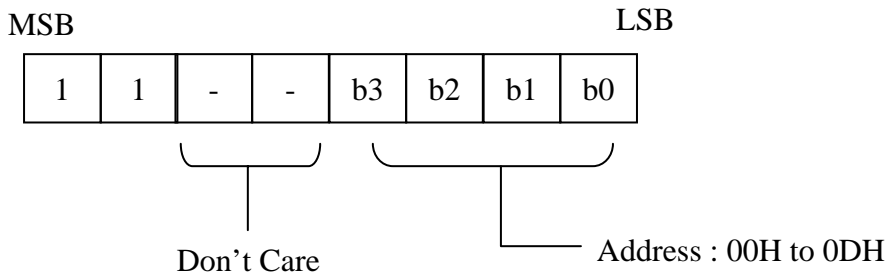 MSB LSB
1 1 - - b3 b2 b1 b0
Don't Care Address : 00H to 0DH